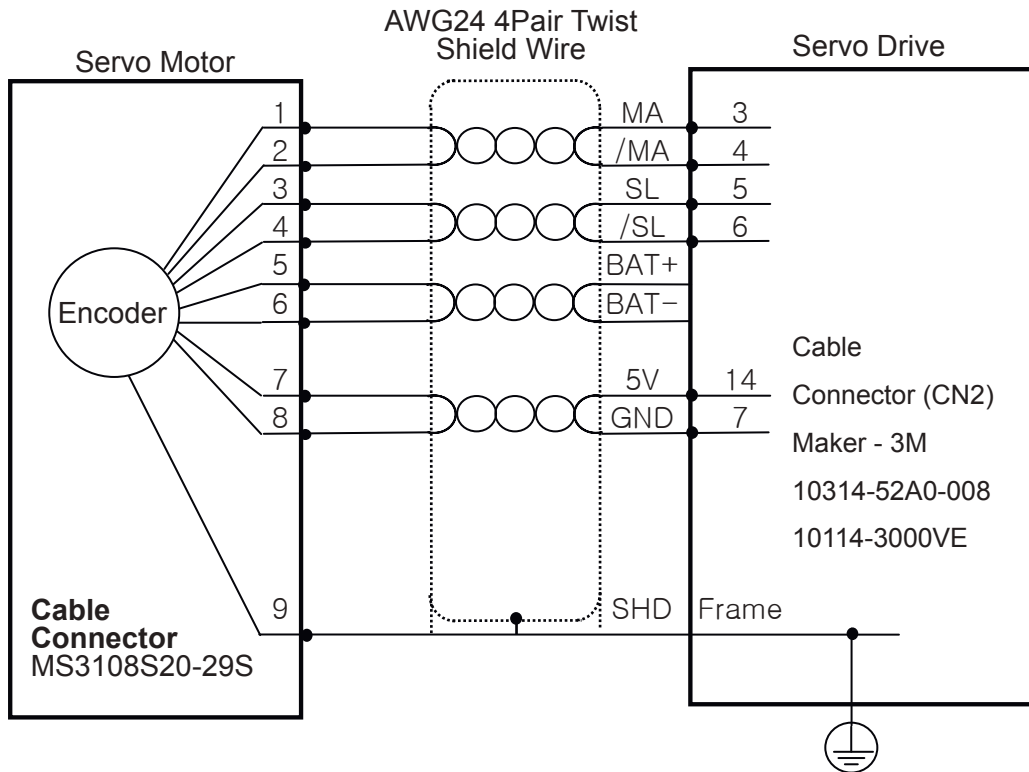 AWG24 4Pair Twist
Shield Wire
Servo Motor
Servo Drive
1
MA
3
2
/MA
4
3
SL
5
4
/SL
6
5
BAT+
6
BAT-
Encoder
7
5V
14
8
GND
7
Cable
Connector (CN2)
Maker - 3M
10314-52A0-008
10114-3000VE
9
SHD
Frame
Cable
Connector
MS3108S20-29S